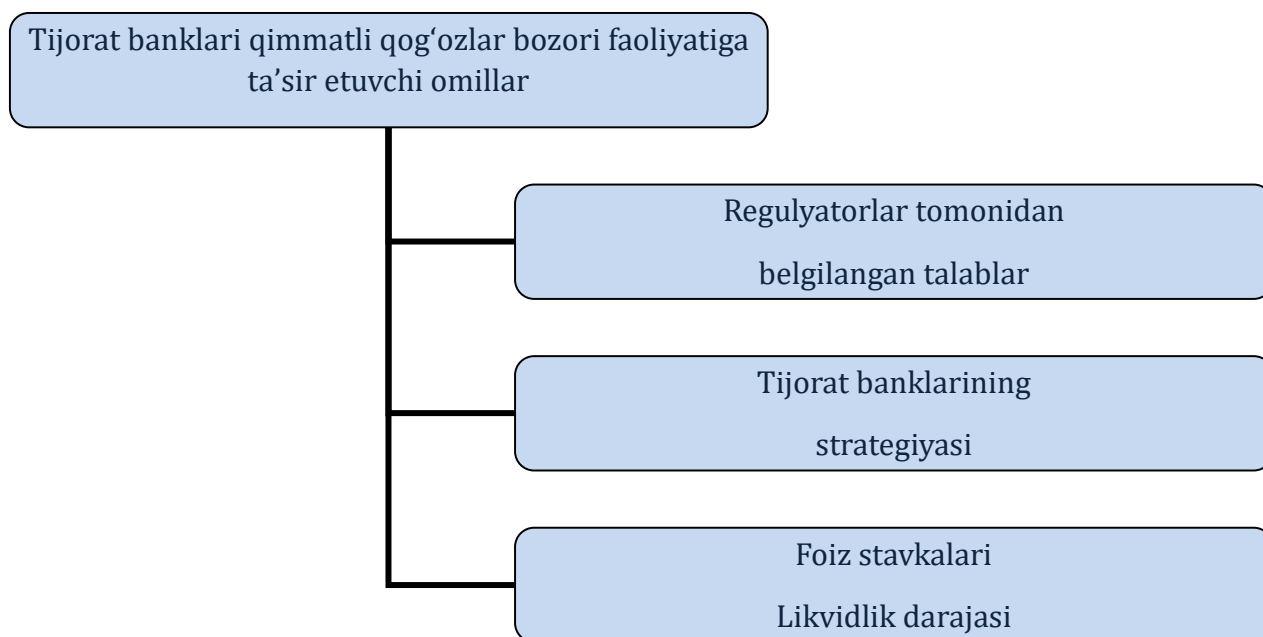 Tijorat banklari qimmatli qog‘ozlar bozori faoliyatiga
ta’sir etuvchi omillar
Regulyatorlar tomonidan
belgilangan talablar
Tijorat banklarining
strategiyasi
Foiz stavkalari
Likvidlik darajasi